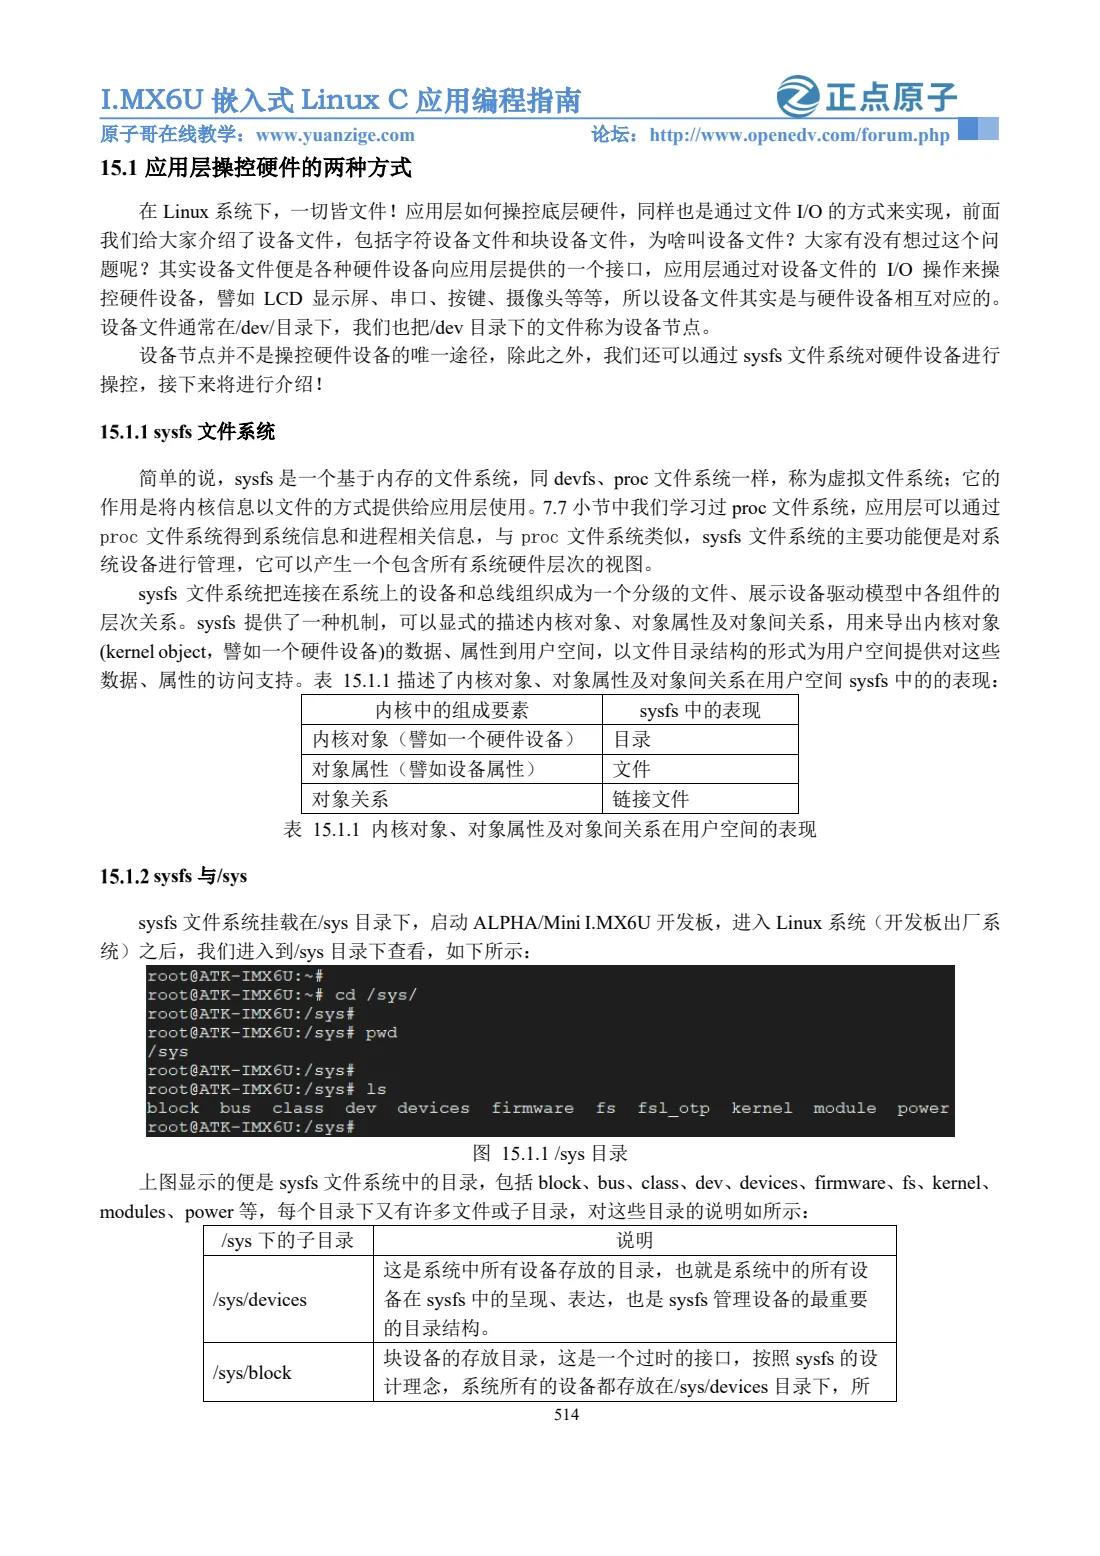 I.MX6U 嵌入式 Linux C 应用编程指南
正点原子
原子哥在线教学：www.yuanzige.com 论坛：http://www.openedv.com/forum.php
15.1 应用层操控硬件的两种方式
在 Linux 系统下，一切皆文件！应用层如何操控底层硬件，同样也是通过文件 I/O 的方式来实现，前面
我们给大家介绍了设备文件，包括字符设备文件和块设备文件，为啥叫设备文件？大家有没有想过这个问
题呢？其实设备文件便是各种硬件设备向应用层提供的一个接口，应用层通过对设备文件的 I/O 操作来操
控硬件设备，譬如 LCD 显示屏、串口、按键、摄像头等等，所以设备文件其实是与硬件设备相互对应的。
设备文件通常在/dev/目录下，我们也把/dev 目录下的文件称为设备节点。
设备节点并不是操控硬件设备的唯一途径，除此之外，我们还可以通过 sysfs 文件系统对硬件设备进行
操控，接下来将进行介绍！
15.1.1 sysfs 文件系统
简单的说，sysfs 是一个基于内存的文件系统，同 devfs、proc 文件系统一样，称为虚拟文件系统；它的
作用是将内核信息以文件的方式提供给应用层使用。7.7 小节中我们学习过 proc 文件系统，应用层可以通过
proc 文件系统得到系统信息和进程相关信息，与 proc 文件系统类似，sysfs 文件系统的主要功能便是对系
统设备进行管理，它可以产生一个包含所有系统硬件层次的视图。
sysfs 文件系统把连接在系统上的设备和总线组织成为一个分级的文件、展示设备驱动模型中各组件的
层次关系。sysfs 提供了一种机制，可以显式的描述内核对象、对象属性及对象间关系，用来导出内核对象
(kernel object，譬如一个硬件设备)的数据、属性到用户空间，以文件目录结构的形式为用户空间提供对这些
数据、属性的访问支持。表 15.1.1 描述了内核对象、对象属性及对象间关系在用户空间 sysfs 中的的表现：
内核中的组成要素 sysfs 中的表现
内核对象（譬如一个硬件设备） 目录
对象属性（譬如设备属性） 文件
对象关系 链接文件
表 15.1.1 内核对象、对象属性及对象间关系在用户空间的表现
15.1.2 sysfs 与/sys
sysfs 文件系统挂载在/sys 目录下，启动 ALPHA/Mini I.MX6U 开发板，进入 Linux 系统（开发板出厂系
统）之后，我们进入到/sys 目录下查看，如下所示：
root@ATK-IMX6U:~#
root@ATK-IMX6U:~# cd /sys/
root@ATK-IMX6U:/sys#
root@ATK-IMX6U:/sys# pwd
/sys
root@ATK-IMX6U:/sys#
root@ATK-IMX6U:/sys# ls
block bus class dev devices firmware fs fsl_otp kernel module power
root@ATK-IMX6U:/sys#
图 15.1.1 /sys 目录
上图显示的便是 sysfs 文件系统中的目录，包括 block、bus、class、dev、devices、firmware、fs、kernel、
modules、power 等，每个目录下又有许多文件或子目录，对这些目录的说明如所示：
/sys 下的子目录 说明
/sys/devices 这是系统中所有设备存放的目录，也就是系统中的所有设
备在 sysfs 中的呈现、表达，也是 sysfs 管理设备的最重要
的目录结构。
/sys/block 块设备的存放目录，这是一个过时的接口，按照 sysfs 的设
计理念，系统所有的设备都存放在/sys/devices 目录下，所
514